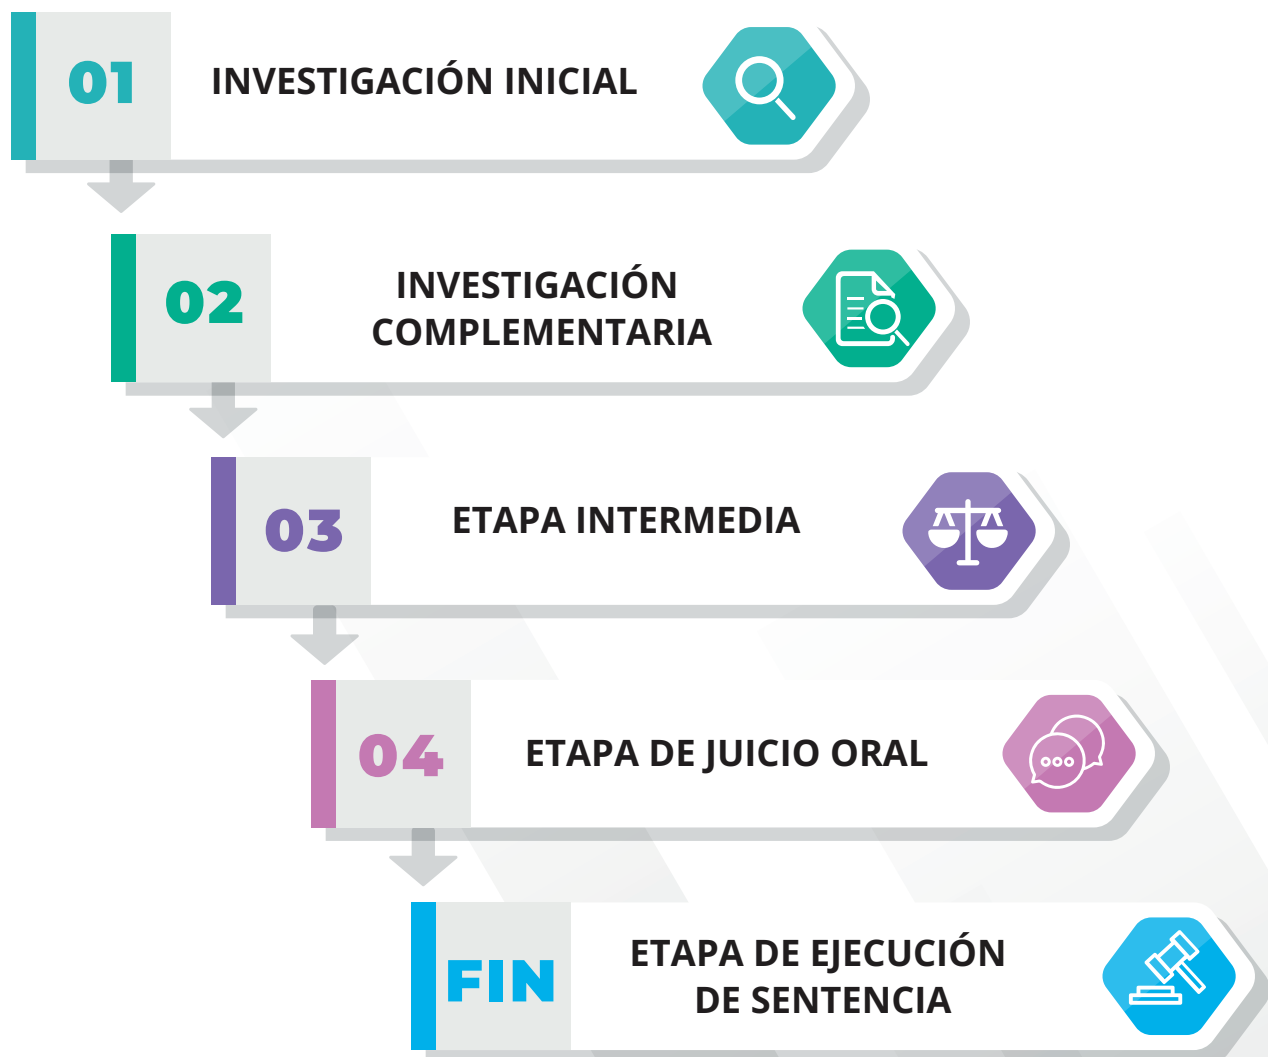 01
INVESTIGACIÓN INICIAL
02
INVESTIGACIÓN
COMPLEMENTARIA
03
ETAPA INTERMEDIA
04
ETAPA DE JUICIO ORAL
FIN
ETAPA DE EJECUCIÓN
DE SENTENCIA